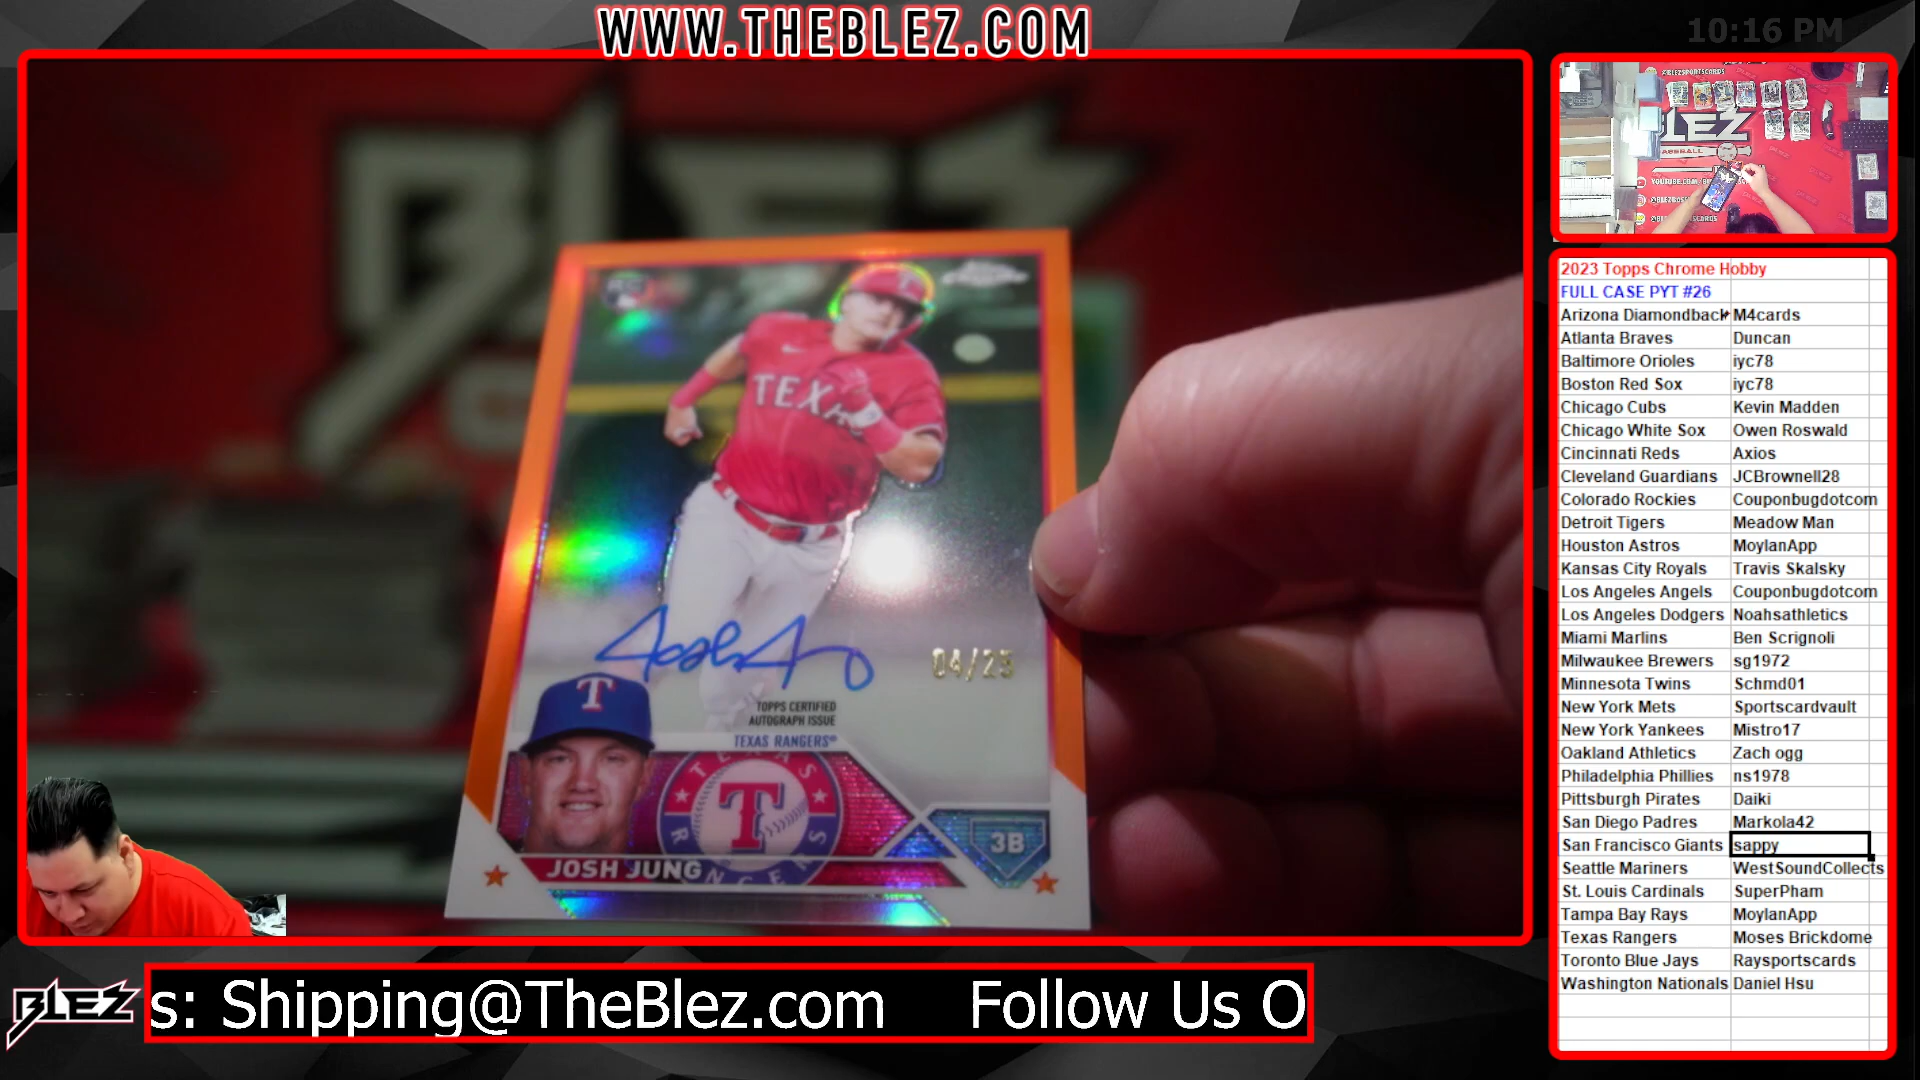 WWW.THEBLEZ.COM
10:16 PM
BLEZ
TEXAS
Josh Jung
04/25
TOPPS CERTIFIED
AUTOGRAPH ISSUE
TEXAS RANGERS®
T
T
JOSH JUNG
3B
BLEZ
s: Shipping@TheBlez.com Follow Us O
2023 Topps Chrome Hobby
FULL CASE PYT #26
Arizona Diamondback M4cards
Atlanta Braves Duncan
Baltimore Orioles iyc78
Boston Red Sox iyc78
Chicago Cubs Kevin Madden
Chicago White Sox Owen Roswald
Cincinnati Reds Axios
Cleveland Guardians JCBrownell28
Colorado Rockies Couponbugdotcom
Detroit Tigers Meadow Man
Houston Astros MoylanApp
Kansas City Royals Travis Skalsky
Los Angeles Angels Couponbugdotcom
Los Angeles Dodgers Noahsathletics
Miami Marlins Ben Scrignoli
Milwaukee Brewers sg1972
Minnesota Twins Schmd01
New York Mets Sportscardvault
New York Yankees Mistro17
Oakland Athletics Zach ogg
Philadelphia Phillies ns1978
Pittsburgh Pirates Daiki
San Diego Padres Markola42
San Francisco Giants sappy
Seattle Mariners WestSoundCollects
St. Louis Cardinals SuperPham
Tampa Bay Rays MoylanApp
Texas Rangers Moses Brickdome
Toronto Blue Jays Raysportscards
Washington Nationals Daniel Hsu